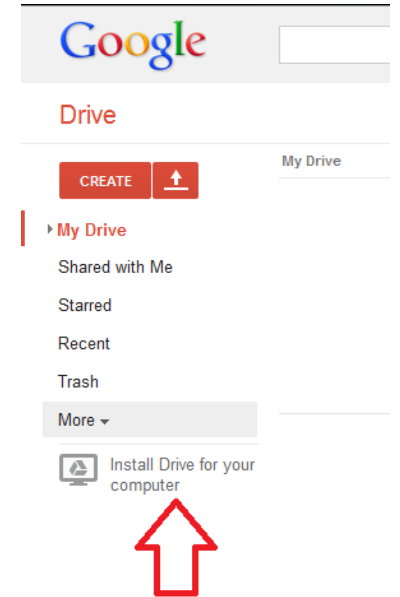 Google
Drive
CREATE
My Drive
My Drive
Shared with Me
Starred
Recent
Trash
More
Install Drive for your
computer